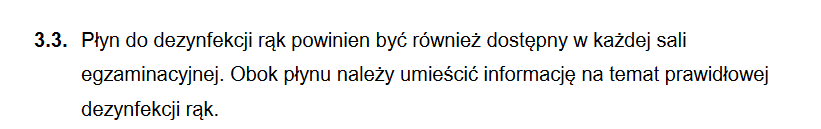 3.3. Płyn do dezynfekcji rąk powinien być również dostępny w każdej sali
egzaminacyjnej. Obok płynu należy umieścić informację na temat prawidłowej
dezynfekcji rąk.